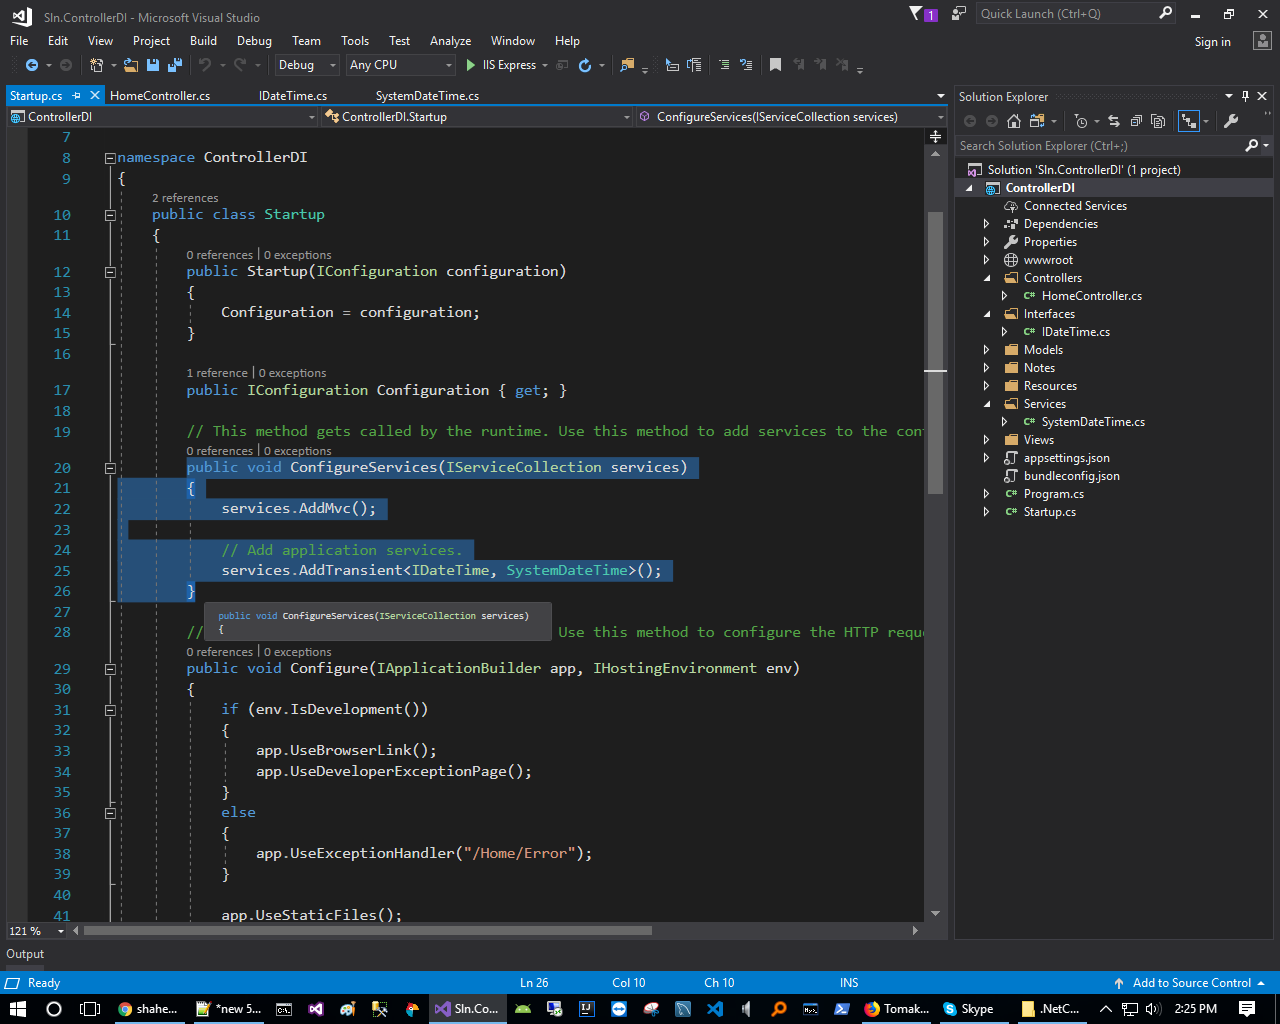 Sln.ControllerDI - Microsoft Visual Studio
1
Quick Launch (Ctrl+Q)
File Edit View Project Build Debug Team Tools Test Analyze Window Help
Sign in
Debug Any CPU IIS Express
Startup.cs HomeController.cs IDateTime.cs SystemDateTime.cs
ControllerDI ControllerDI.Startup ConfigureServices(IServiceCollection services)
7
8 namespace ControllerDI
9 {
2 references
10 public class Startup
11 {
0 references | 0 exceptions
12 public Startup(IConfiguration configuration)
13 {
14 Configuration = configuration;
15 }
16
1 reference | 0 exceptions
17 public IConfiguration Configuration { get; }
18
19 // This method gets called by the runtime. Use this method to add services to the con
0 references | 0 exceptions
20 public void ConfigureServices(IServiceCollection services)
21 {
22 services.AddMvc();
23
24 // Add application services.
25 services.AddTransient<IDateTime, SystemDateTime>();
26 }
27
public void ConfigureServices(IServiceCollection services)
{
28 // Use this method to configure the HTTP reque
0 references | 0 exceptions
29 public void Configure(IApplicationBuilder app, IHostingEnvironment env)
30 {
31 if (env.IsDevelopment())
32 {
33 app.UseBrowserLink();
34 app.UseDeveloperExceptionPage();
35 }
36 else
37 {
38 app.UseExceptionHandler("/Home/Error");
39 }
40
41 app.UseStaticFiles();
121 %
Solution Explorer
Search Solution Explorer (Ctrl+;)
Solution 'Sln.ControllerDI' (1 project)
ControllerDI
Connected Services
Dependencies
Properties
wwwroot
Controllers
C# HomeController.cs
Interfaces
C# IDateTime.cs
Models
Notes
Resources
Services
C# SystemDateTime.cs
Views
appsettings.json
bundleconfig.json
C# Program.cs
C# Startup.cs
Output
Ready Ln 26 Col 10 Ch 10 INS Add to Source Control
shahe... *new 5... Sln.Co... Tomak... Skype .NetC... 2:25 PM